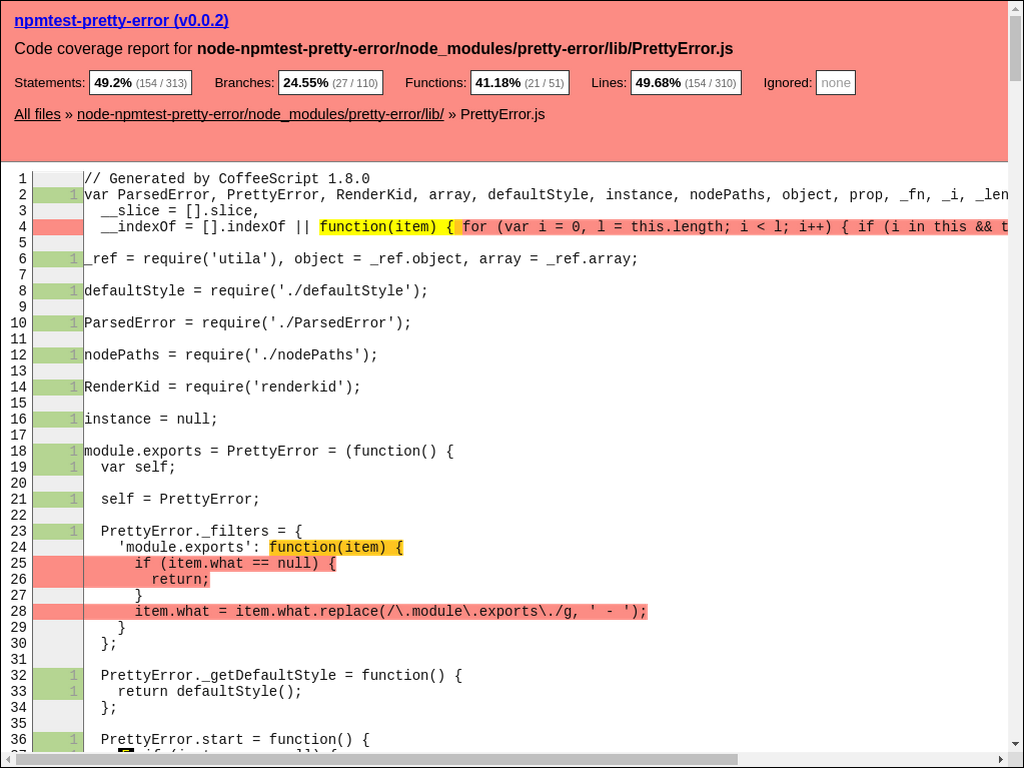 npmtest-pretty-error (v0.0.2)
Code coverage report for node-npmtest-pretty-error/node_modules/pretty-error/lib/PrettyError.js
Statements: 49.2% (154 / 313) Branches: 24.55% (27 / 110) Functions: 41.18% (21 / 51) Lines: 49.68% (154 / 310) Ignored: none
All files » node-npmtest-pretty-error/node_modules/pretty-error/lib/ » PrettyError.js
1 // Generated by CoffeeScript 1.8.0
2 1 var ParsedError, PrettyError, RenderKid, array, defaultStyle, instance, nodePaths, object, prop, _fn, _i, _len
3 __slice = [].slice,
4 __indexOf = [].indexOf || function(item) { for (var i = 0, l = this.length; i < l; i++) { if (i in this && t
5
6 1 _ref = require('utila'), object = _ref.object, array = _ref.array;
7
8 1 defaultStyle = require('./defaultStyle');
9
10 1 ParsedError = require('./ParsedError');
11
12 1 nodePaths = require('./nodePaths');
13
14 1 RenderKid = require('renderkid');
15
16 1 instance = null;
17
18 1 module.exports = PrettyError = (function() {
19 1 var self;
20
21 1 self = PrettyError;
22
23 1 PrettyError._filters = {
24 'module.exports': function(item) {
25 if (item.what == null) {
26 return;
27 }
28 item.what = item.what.replace(/\.module\.exports\./g, ' - ');
29 }
30 };
31
32 1 PrettyError._getDefaultStyle = function() {
33 1 return defaultStyle();
34 };
35
36 1 PrettyError.start = function() {